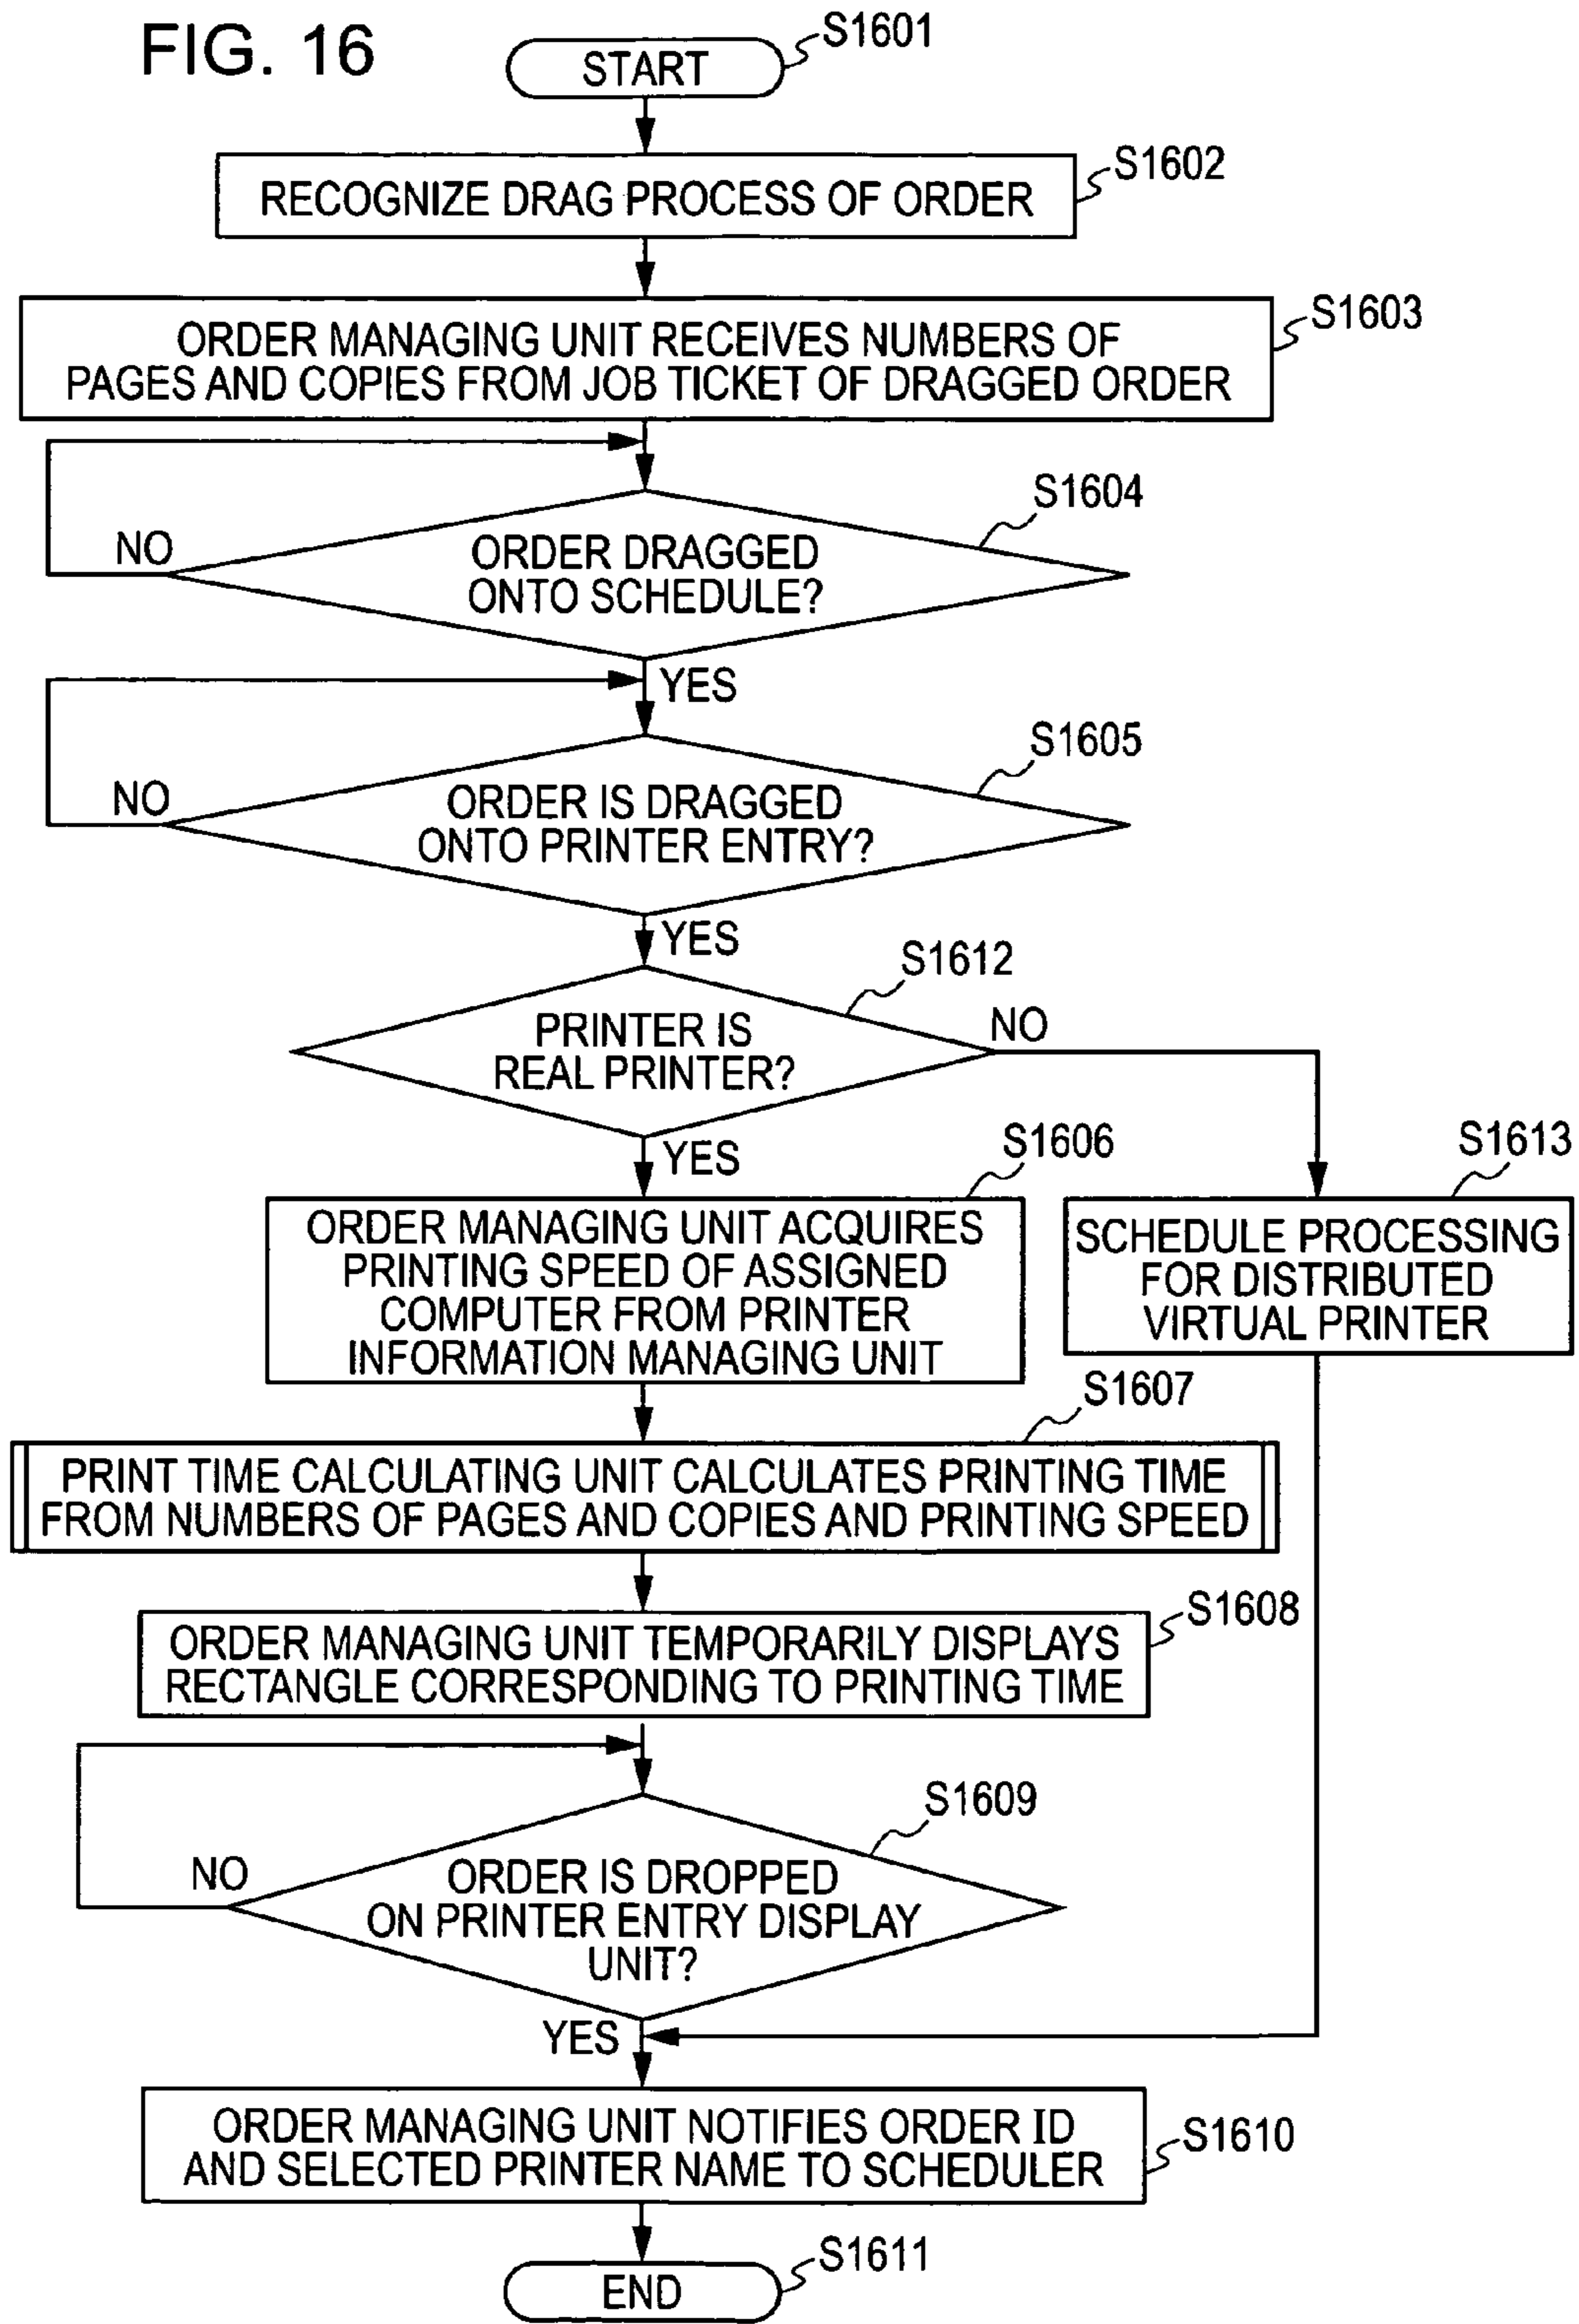 FIG. 16
START
S1601
RECOGNIZE DRAG PROCESS OF ORDER
S1602
ORDER MANAGING UNIT RECEIVES NUMBERS OF
PAGES AND COPIES FROM JOB TICKET OF DRAGGED ORDER
S1603
S1604
NO
ORDER DRAGGED
ONTO SCHEDULE?
YES
S1605
NO
ORDER IS DRAGGED
ONTO PRINTER ENTRY?
YES
S1612
PRINTER IS
REAL PRINTER?
NO
YES
S1606
ORDER MANAGING UNIT ACQUIRES
PRINTING SPEED OF ASSIGNED
COMPUTER FROM PRINTER
INFORMATION MANAGING UNIT
S1613
SCHEDULE PROCESSING
FOR DISTRIBUTED
VIRTUAL PRINTER
S1607
PRINT TIME CALCULATING UNIT CALCULATES PRINTING TIME
FROM NUMBERS OF PAGES AND COPIES AND PRINTING SPEED
ORDER MANAGING UNIT TEMPORARILY DISPLAYS
RECTANGLE CORRESPONDING TO PRINTING TIME
S1608
S1609
NO
ORDER IS DROPPED
ON PRINTER ENTRY DISPLAY
UNIT?
YES
ORDER MANAGING UNIT NOTIFIES ORDER ID
AND SELECTED PRINTER NAME TO SCHEDULER
S1610
END
S1611